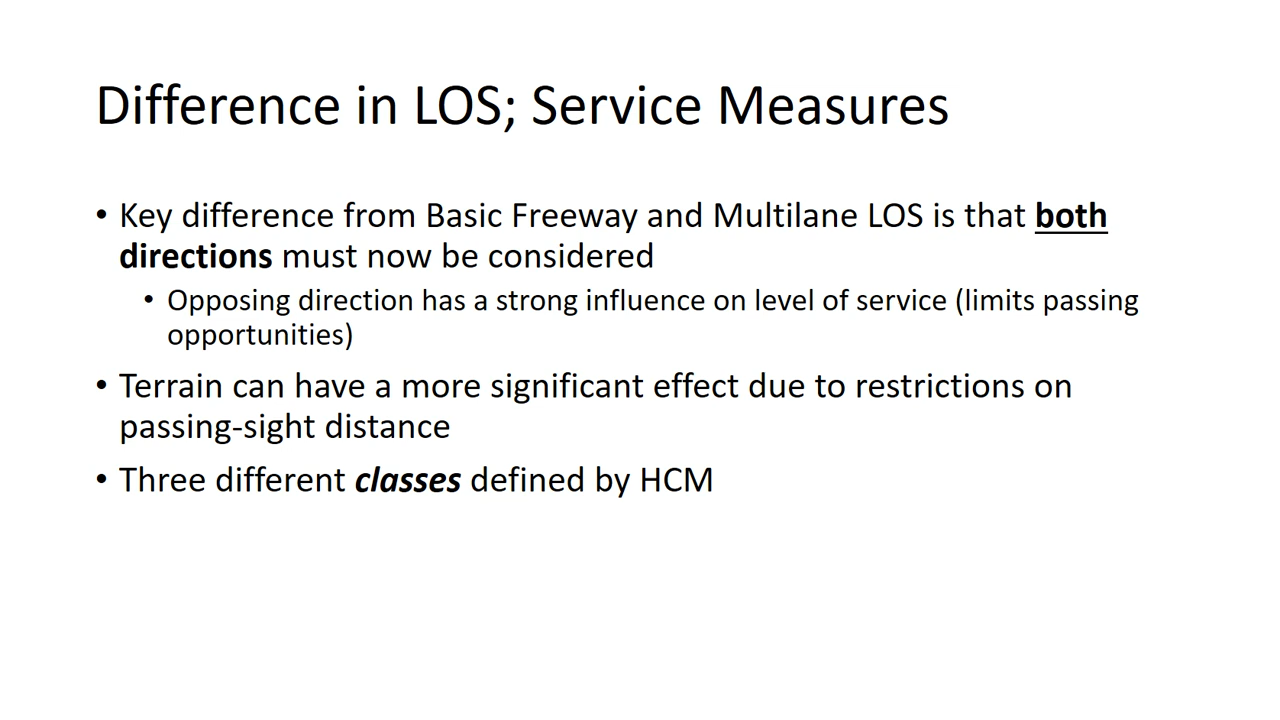 Difference in LOS; Service Measures
• Key difference from Basic Freeway and Multilane LOS is that both
directions must now be considered
• Opposing direction has a strong influence on level of service (limits passing
opportunities)
• Terrain can have a more significant effect due to restrictions on
passing-sight distance
• Three different classes defined by HCM